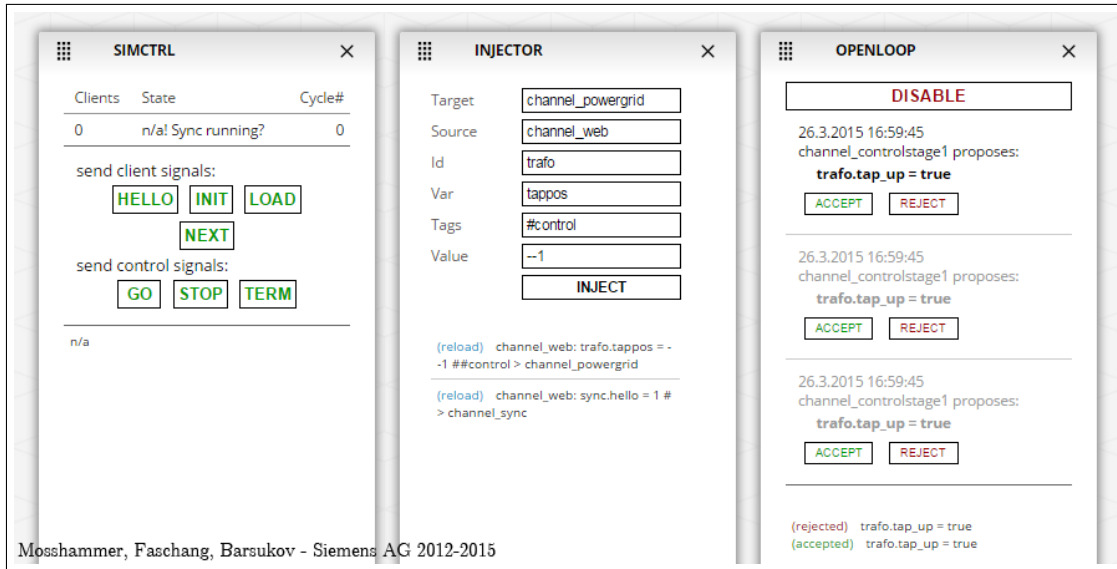 SIMCTRL ×
Clients State Cycle#
0 n/a! Sync running? 0
send client signals:
HELLO INIT LOAD
NEXT
send control signals:
GO STOP TERM
n/a
INJECTOR ×
Target channel_powergrid
Source channel_web
Id trafo
Var tappos
Tags #control
Value --1
INJECT
(reload) channel_web: trafo.tappos = -
-1 ##control > channel_powergrid
(reload) channel_web: sync.hello = 1 #
> channel_sync
OPENLOOP ×
DISABLE
26.3.2015 16:59:45
channel_controlstage1 proposes:
trafo.tap_up = true
ACCEPT REJECT
26.3.2015 16:59:45
channel_controlstage1 proposes:
trafo.tap_up = true
ACCEPT REJECT
26.3.2015 16:59:45
channel_controlstage1 proposes:
trafo.tap_up = true
ACCEPT REJECT
(rejected) trafo.tap_up = true
(accepted) trafo.tap_up = true
Mosshammer, Faschang, Barsukov - Siemens AG 2012-2015